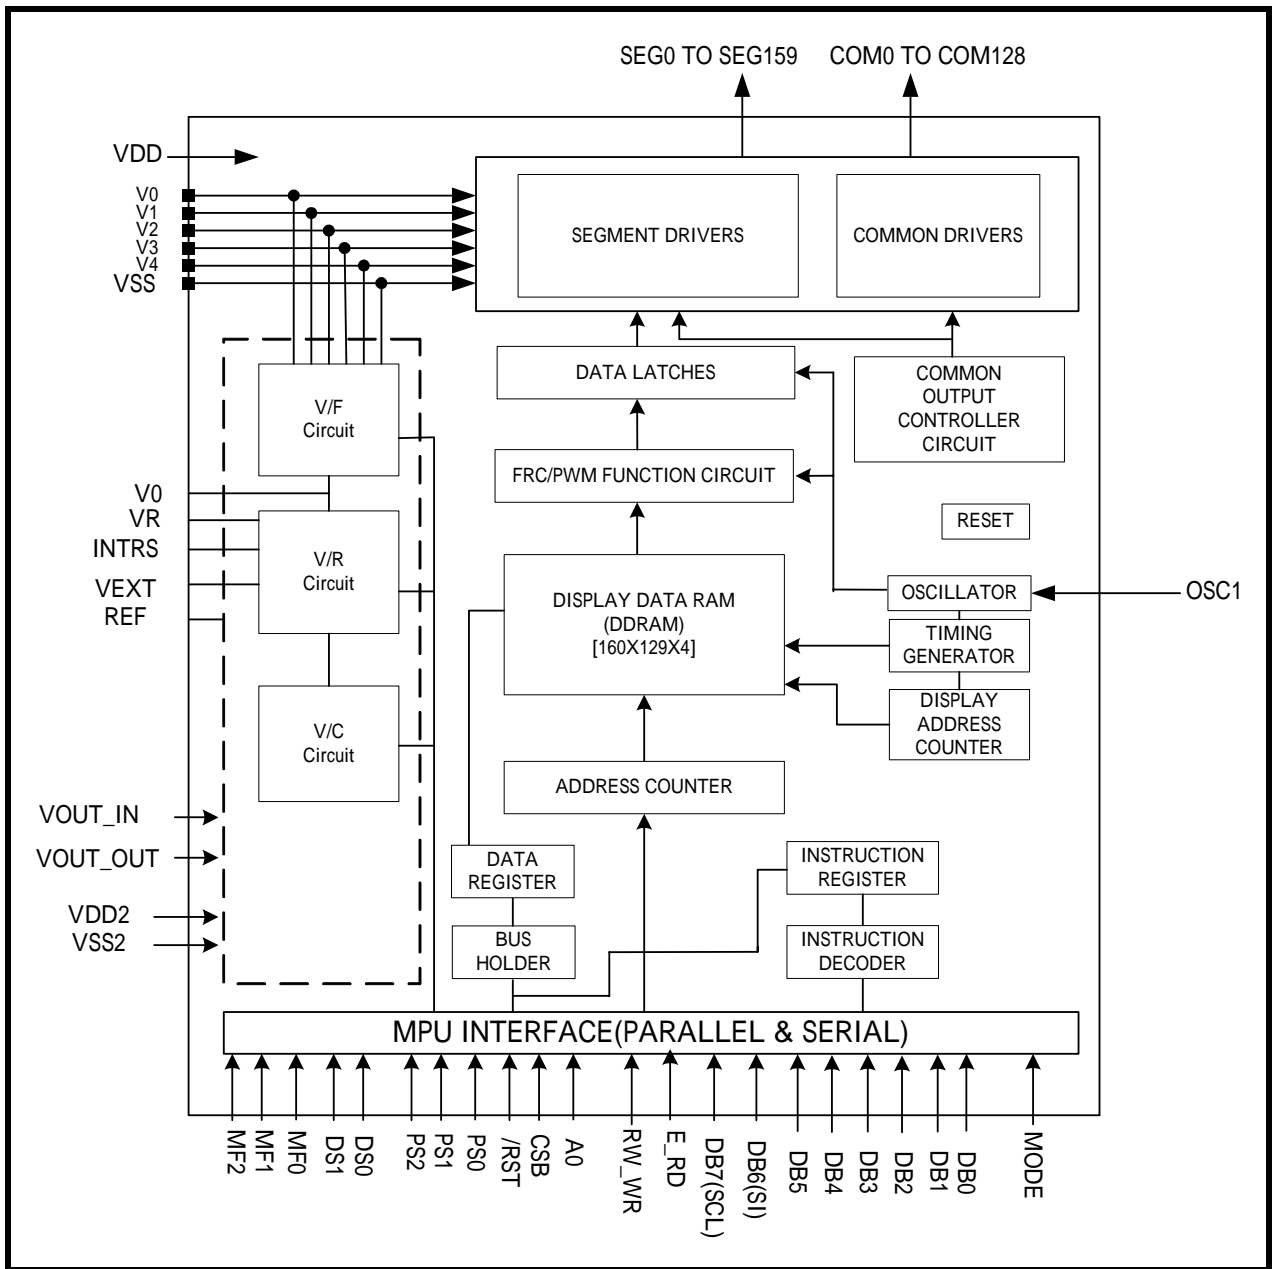 SEG0 TO SEG159
COM0 TO COM128
VDD
V0
V1
V2
V3
V4
VSS
SEGMENT DRIVERS
COMMON DRIVERS
DATA LATCHES
COMMON
OUTPUT
CONTROLLER
CIRCUIT
V/F
Circuit
FRC/PWM FUNCTION CIRCUIT
V0
VR
INTRS
VEXT
REF
V/R
Circuit
RESET
DISPLAY DATA RAM
(DDRAM)
[160X129X4]
OSCILLATOR
OSC1
TIMING
GENERATOR
DISPLAY
ADDRESS
COUNTER
V/C
Circuit
ADDRESS COUNTER
VOUT_IN
VOUT_OUT
VDD2
VSS2
DATA
REGISTER
INSTRUCTION
REGISTER
BUS
HOLDER
INSTRUCTION
DECODER
MPU INTERFACE(PARALLEL & SERIAL)
MF2
MF1
MF0
DS1
DS0
PS2
PS1
PS0
/RST
CSB
A0
RW_WR
E_RD
DB7(SCL)
DB6(SI)
DB5
DB4
DB3
DB2
DB1
DB0
MODE